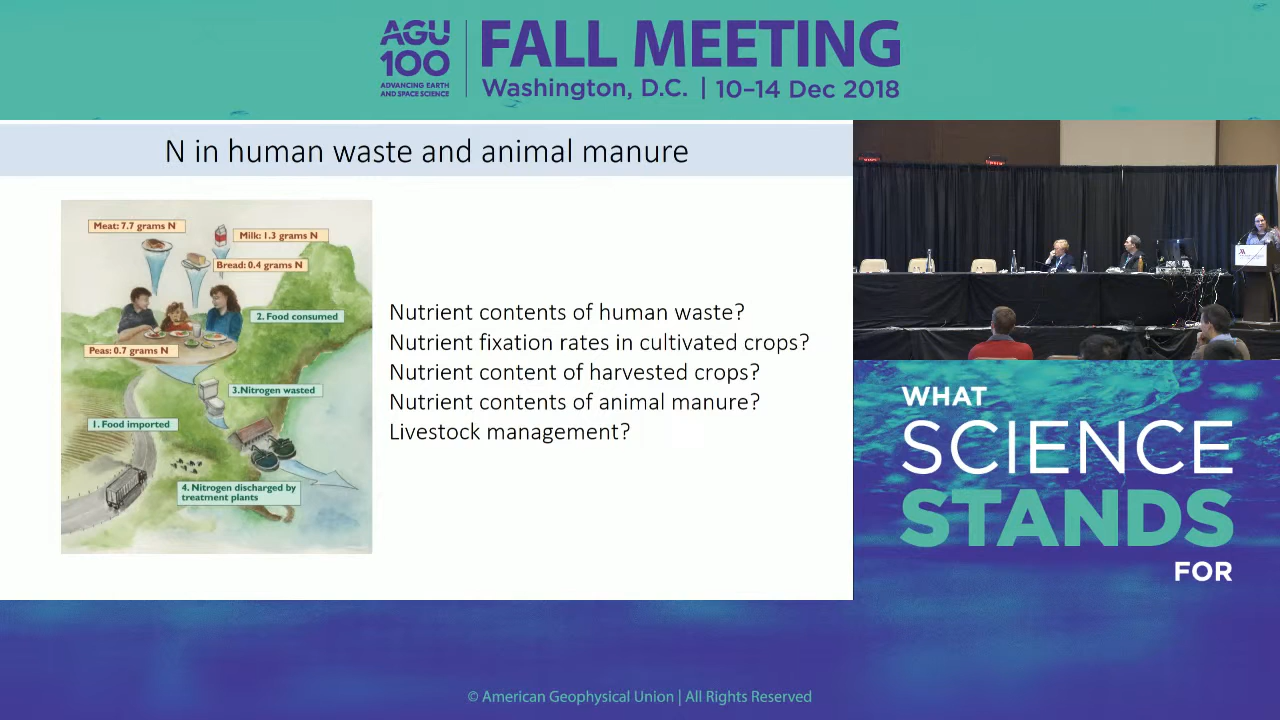 AGU
100
ADVANCING EARTH
AND SPACE SCIENCE
FALL MEETING
Washington, D.C. | 10–14 Dec 2018
N in human waste and animal manure
Meat: 7.7 grams N
Milk: 1.3 grams N
Bread: 0.4 grams N
2. Food consumed
Peas: 0.7 grams N
3.Nitrogen wasted
1. Food imported
4. Nitrogen discharged by
treatment plants
Nutrient contents of human waste?
Nutrient fixation rates in cultivated crops?
Nutrient content of harvested crops?
Nutrient contents of animal manure?
Livestock management?
WHAT
SCIENCE
STANDS
FOR
© American Geophysical Union | All Rights Reserved